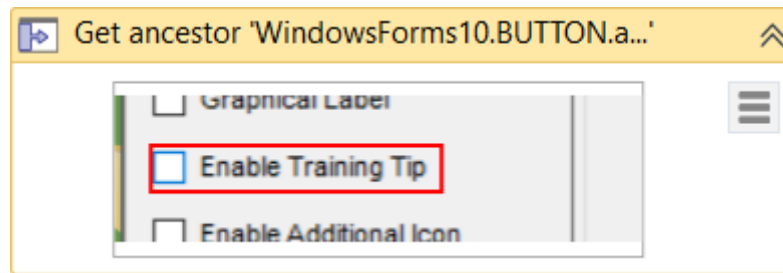 Get ancestor 'WindowsForms10.BUTTON.a...'
Graphical Label
Enable Training Tip
Enable Additional Icon